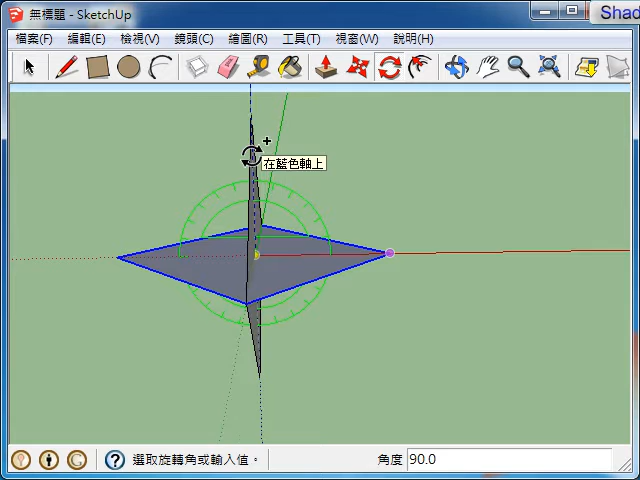 無標題 - SketchUp
Shad
檔案(F) 編輯(E) 檢視(V) 鏡頭(C) 繪圖(R) 工具(T) 視窗(W) 說明(H)
在藍色軸上
選取旋轉角或輸入值。
角度 90.0